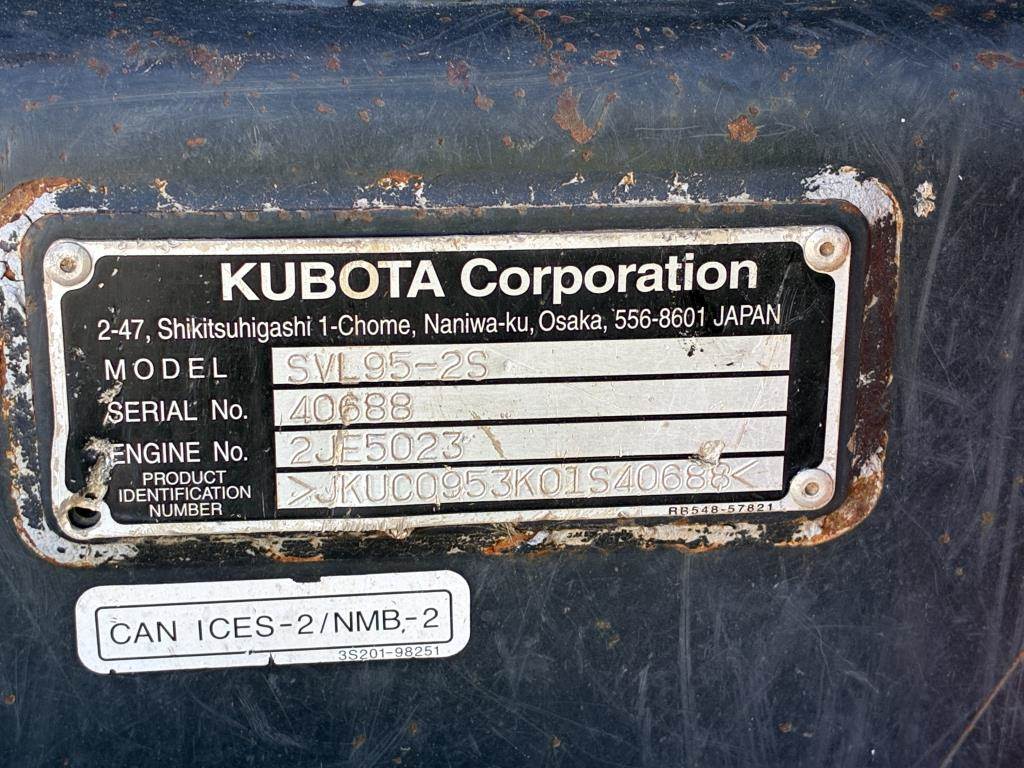 KUBOTA Corporation
2-47, Shikitsuhigashi 1-Chome, Naniwa-ku, Osaka, 556-8601 JAPAN
MODEL SVL95-2S
SERIAL No. 40688
ENGINE No. 2JE5023
PRODUCT IDENTIFICATION NUMBER >JKUC0953K01S40688<
RB548-57821
CAN ICES-2/NMB-2
3S201-98251